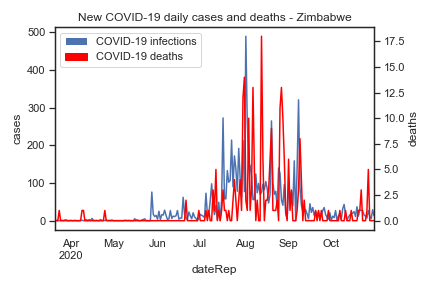 New COVID-19 daily cases and deaths - Zimbabwe
COVID-19 infections
COVID-19 deaths
500
400
300
200
100
0
cases
17.5
15.0
12.5
10.0
7.5
5.0
2.5
0.0
deaths
Apr May Jun Jul Aug Sep Oct
2020
dateRep